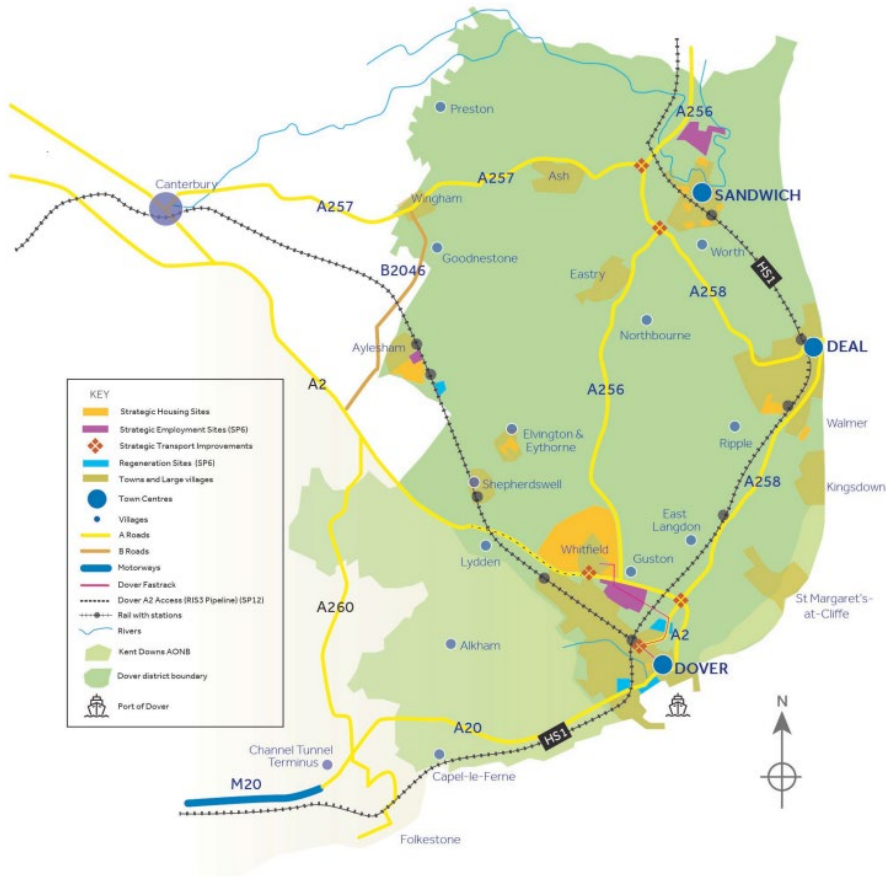 Preston
A256
Canterbury
A257
Ash
SANDWICH
Wingham
A257
Worth
B2046
Goodnestone
HS1
Eastry
A258
Northbourne
Aylesham
DEAL
A2
A256
KEY
Strategic Housing Sites
Strategic Employment Sites (SP6)
Strategic Transport Improvements
Regeneration Sites (SP6)
Towns and Large villages
Town Centres
Villages
A Roads
B Roads
Motorways
Dover Fastrack
Dover A2 Access (RIS3 Pipeline) (SP12)
Rail with stations
Rivers
Kent Downs AONB
Dover district boundary
Port of Dover
Elvington &
Eythorne
Walmer
Ripple
Shepherdswell
A258
Kingsdown
East
Langdon
Whitfield
Lydden
Guston
St Margaret's-
at-Cliffe
A260
A2
Alkham
DOVER
A20
HS1
N
Channel Tunnel
Terminus
Capel-le-Ferne
M20
Folkestone